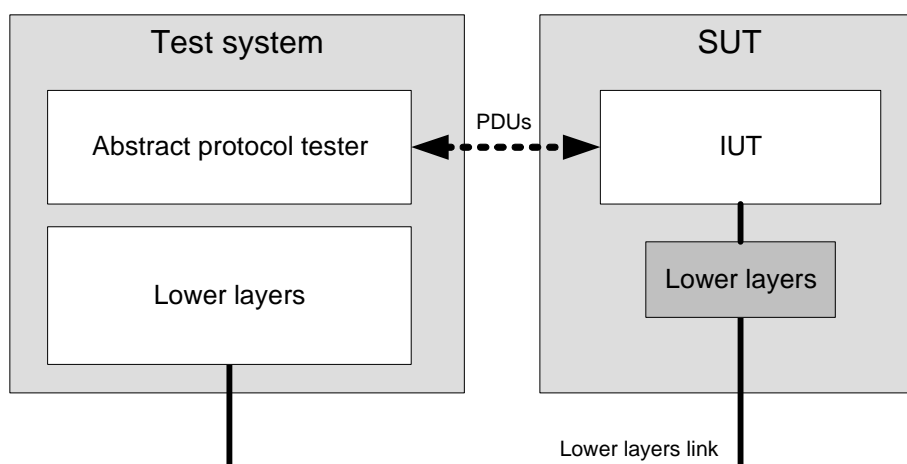 Test system
SUT
PDUs
Abstract protocol tester
IUT
Lower layers
Lower layers
Lower layers link